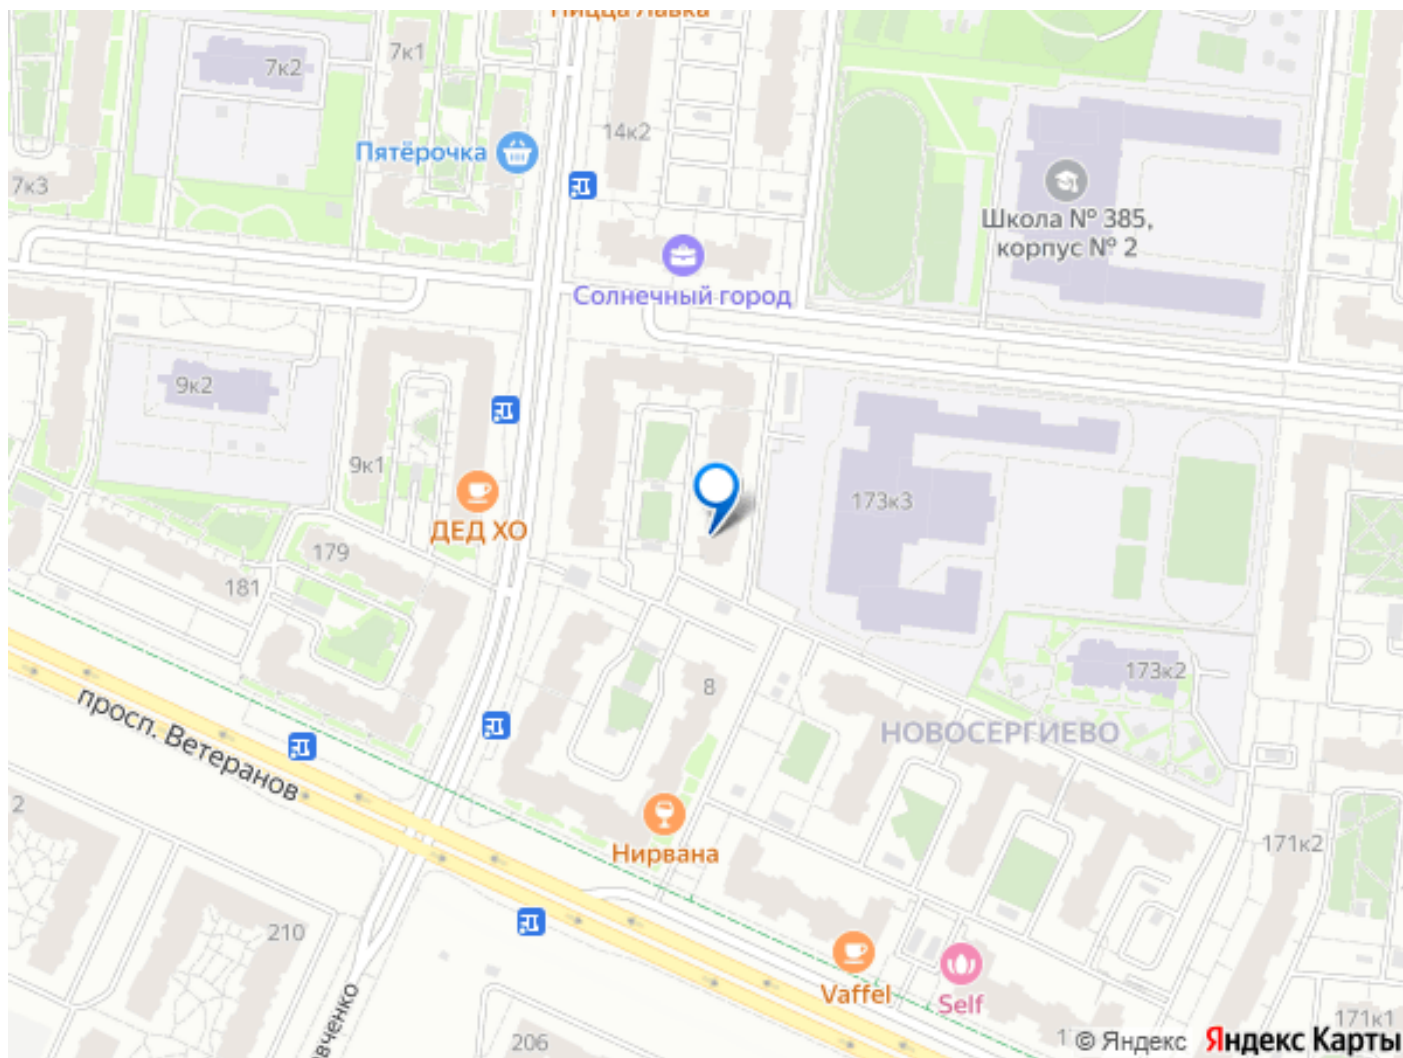 Пицца Лавка
7к1
7к2
14к2
Пятёрочка
7к3
Школа № 385,
корпус № 2
Солнечный город
9к2
9к1
173к3
ДЕД ХО
179
181
173к2
8
НОВОСЕРГИЕВО
просп. Ветеранов
2
Нирвана
171к2
210
Vaffel
Self
авченко
206
171к1
1
© Яндекс
Яндекс Карты